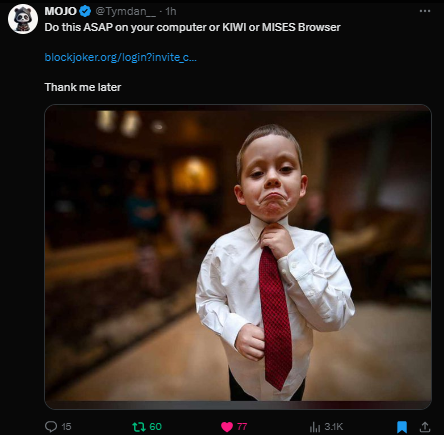 MOJO @Tymdan__ · 1h
Do this ASAP on your computer or KIWI or MISES Browser
blockjoker.org/login?invite_c...
Thank me later
15 60 77 3.1K